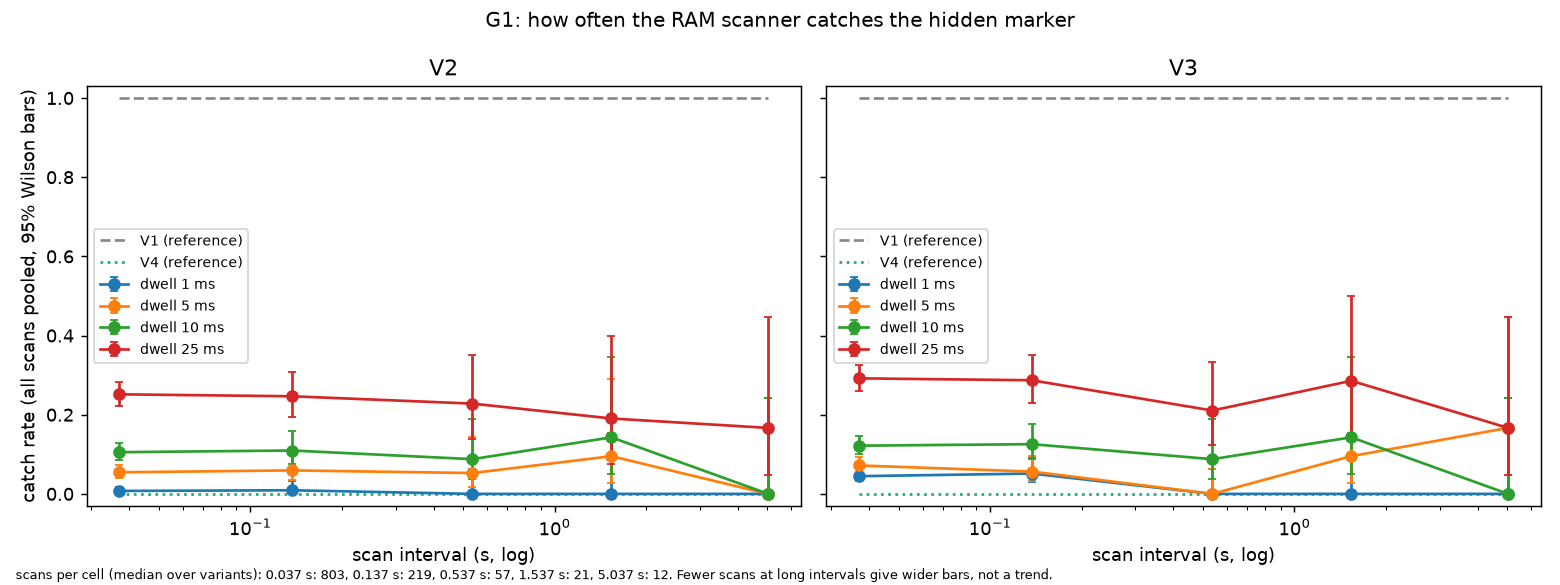 G1: how often the RAM scanner catches the hidden marker
V2
catch rate (all scans pooled, 95% Wilson bars)
1.0
0.8
0.6
0.4
0.2
0.0
V1 (reference)
V4 (reference)
dwell 1 ms
dwell 5 ms
dwell 10 ms
dwell 25 ms
10⁻¹
10⁰
scan interval (s, log)
V3
V1 (reference)
V4 (reference)
dwell 1 ms
dwell 5 ms
dwell 10 ms
dwell 25 ms
10⁻¹
10⁰
scan interval (s, log)
scans per cell (median over variants): 0.037 s: 803, 0.137 s: 219, 0.537 s: 57, 1.537 s: 21, 5.037 s: 12. Fewer scans at long intervals give wider bars, not a trend.